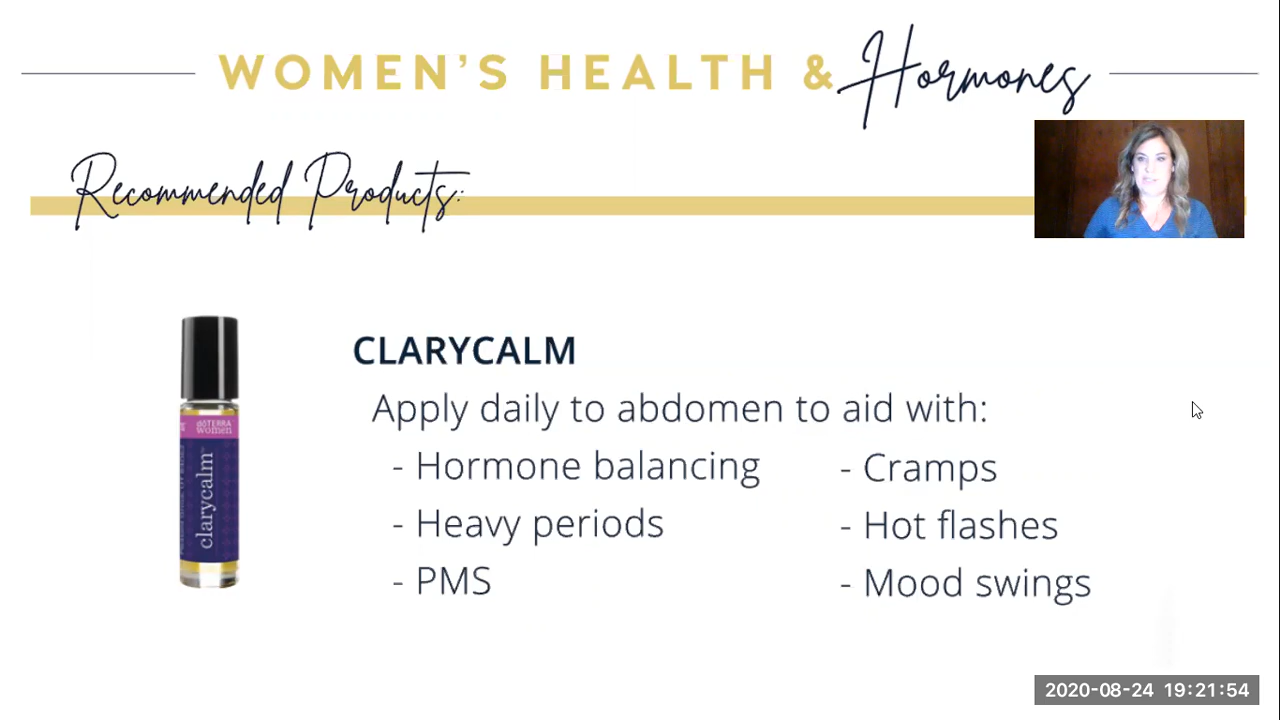 WOMEN'S HEALTH & Hormones
Recommended Products:
CLARYCALM
Apply daily to abdomen to aid with:
- Hormone balancing
- Cramps
- Heavy periods
- Hot flashes
- PMS
- Mood swings
dōTERRA
women
clarycalm
2020-08-24 19:21:54